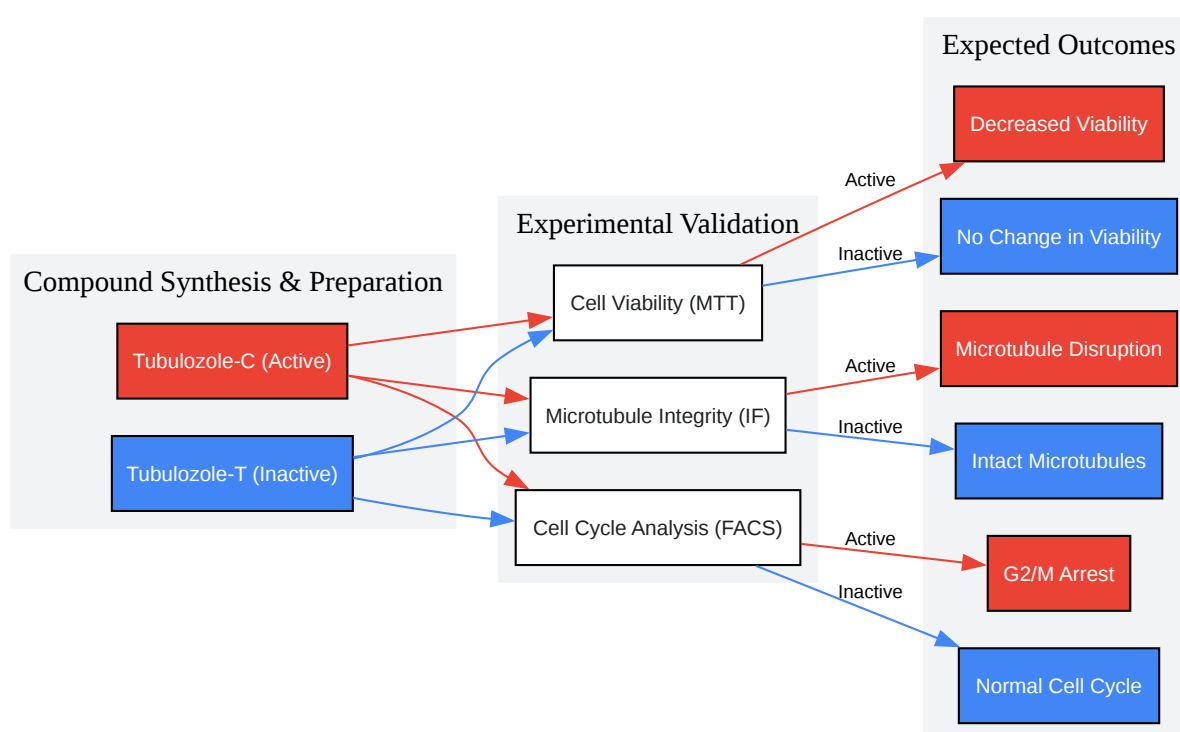 Compound Synthesis & Preparation
Tubulozole-C (Active)
Tubulozole-T (Inactive)
Experimental Validation
Cell Viability (MTT)
Microtubule Integrity (IF)
Cell Cycle Analysis (FACS)
Active
Inactive
Active
Inactive
Active
Inactive
Expected Outcomes
Decreased Viability
No Change in Viability
Microtubule Disruption
Intact Microtubules
G2/M Arrest
Normal Cell Cycle